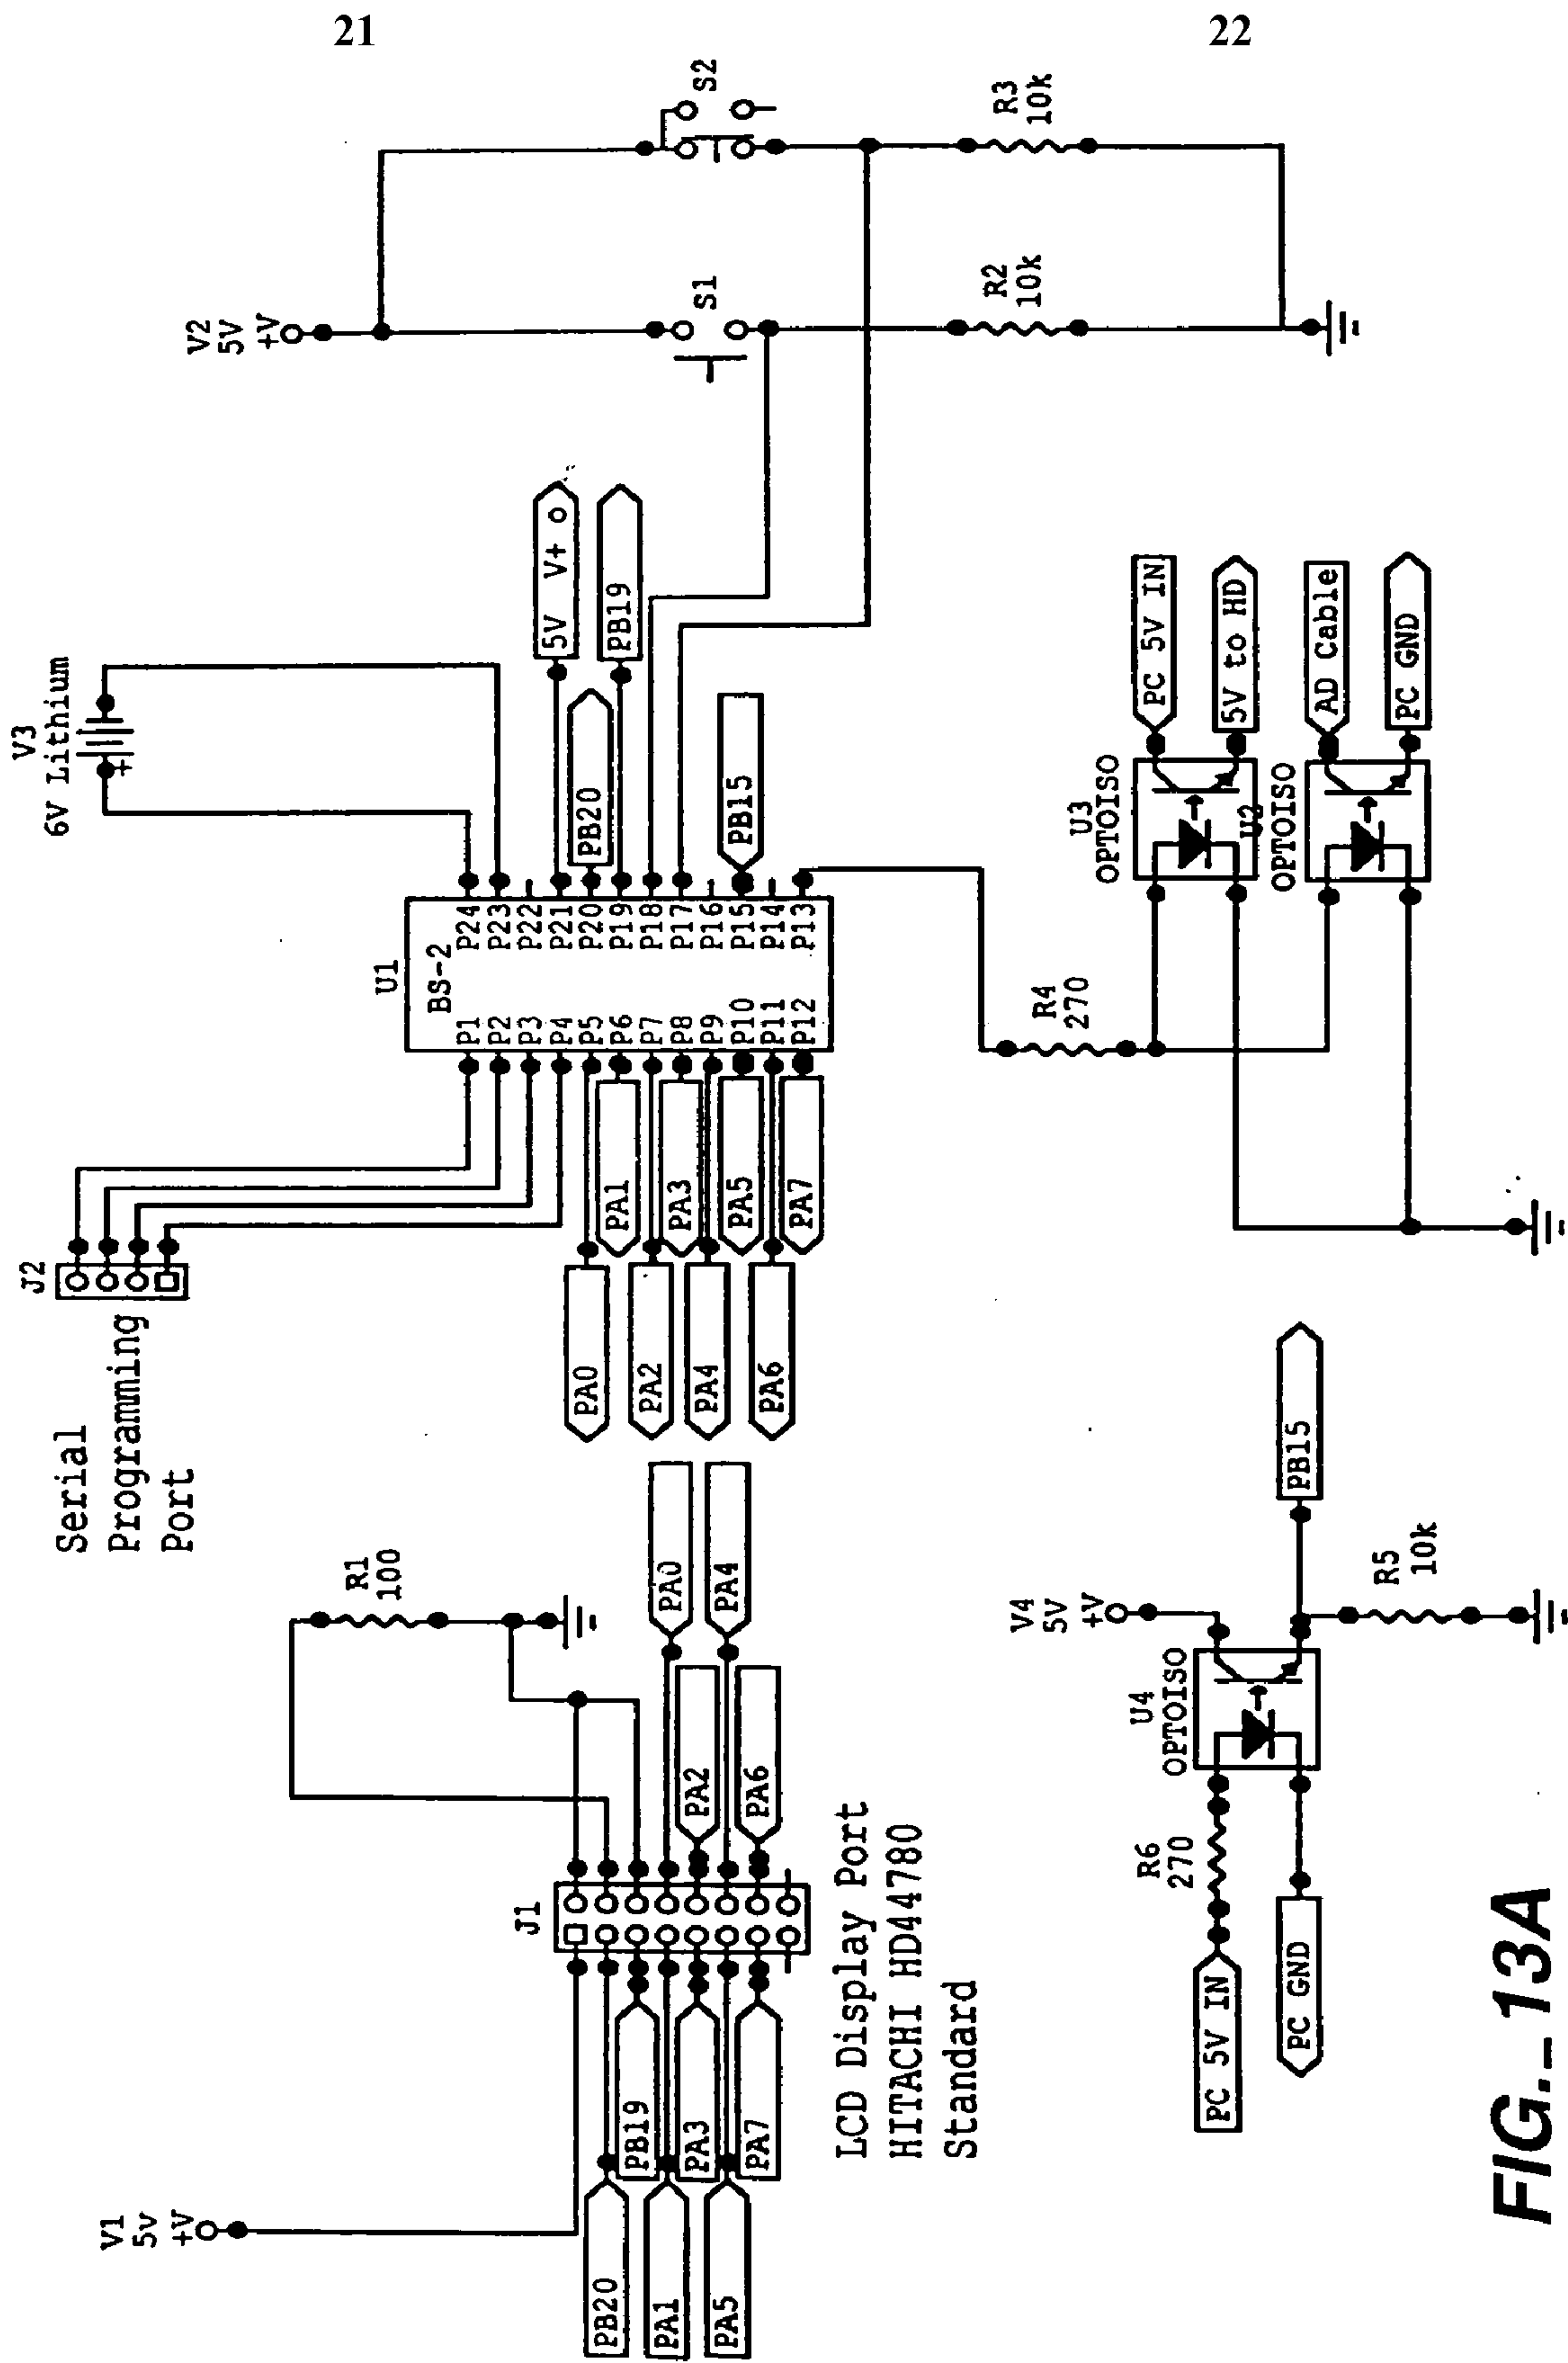 21
22
V2
5V
+V
S1
S2
R2
10k
R3
10k
V3
6V Lithium
+
5V V+ o
PB20
PB19
PB15
U1
BS-2
P1
P2
P3
P4
P5
P6
P7
P8
P9
P10
P11
P12
P24
P23
P22
P21
P20
P19
P18
P17
P16
P15
P14
P13
J2
Serial
Programming
Port
PA0
PA1
PA2
PA3
PA4
PA5
PA6
PA7
R4
270
U3
OPTOISO
PC 5V IN
5V to HD
U2
OPTOISO
AD Cable
PC GND
R1
100
V1
5v
+V
J1
PA0
PA4
PA2
PA6
PB20
PB19
PA1
PA3
PA5
PA7
LCD Display Port
HITACHI HD44780
Standard
V4
5V
+V
U4
OPTOISO
PB15
R5
10k
R6
270
PC 5V IN
PC GND
FIG._13A